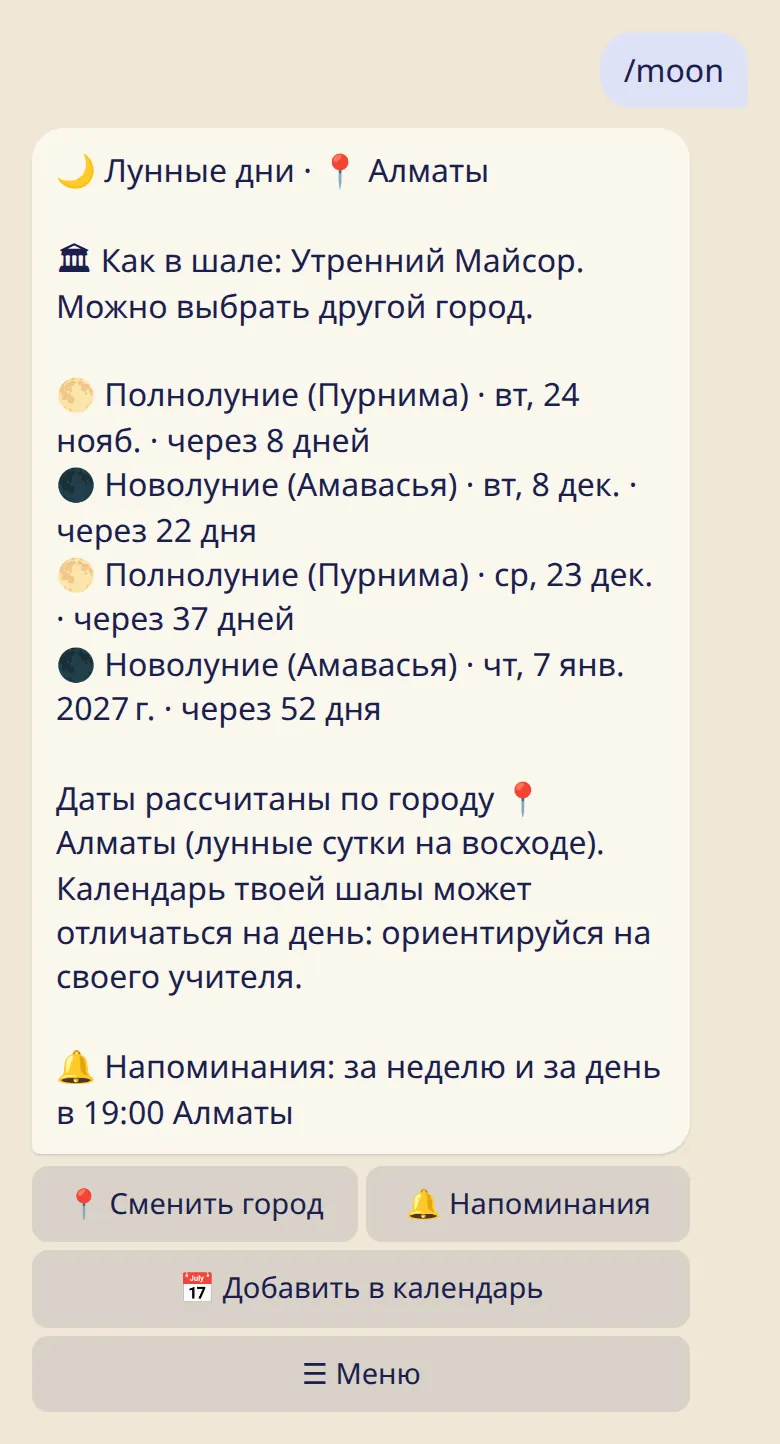 /moon
🌙 Лунные дни · 📍 Алматы
🏛 Как в шале: Утренний Майсор.
Можно выбрать другой город.
🌕 Полнолуние (Пурнима) · вт, 24
нояб. · через 8 дней
🌑 Новолуние (Амавасья) · вт, 8 дек. ·
через 22 дня
🌕 Полнолуние (Пурнима) · ср, 23 дек.
· через 37 дней
🌑 Новолуние (Амавасья) · чт, 7 янв.
2027 г. · через 52 дня
Даты рассчитаны по городу 📍
Алматы (лунные сутки на восходе).
Календарь твоей шалы может
отличаться на день: ориентируйся на
своего учителя.
🔔 Напоминания: за неделю и за день
в 19:00 Алматы
📍 Сменить город
🔔 Напоминания
📅 Добавить в календарь
☰ Меню